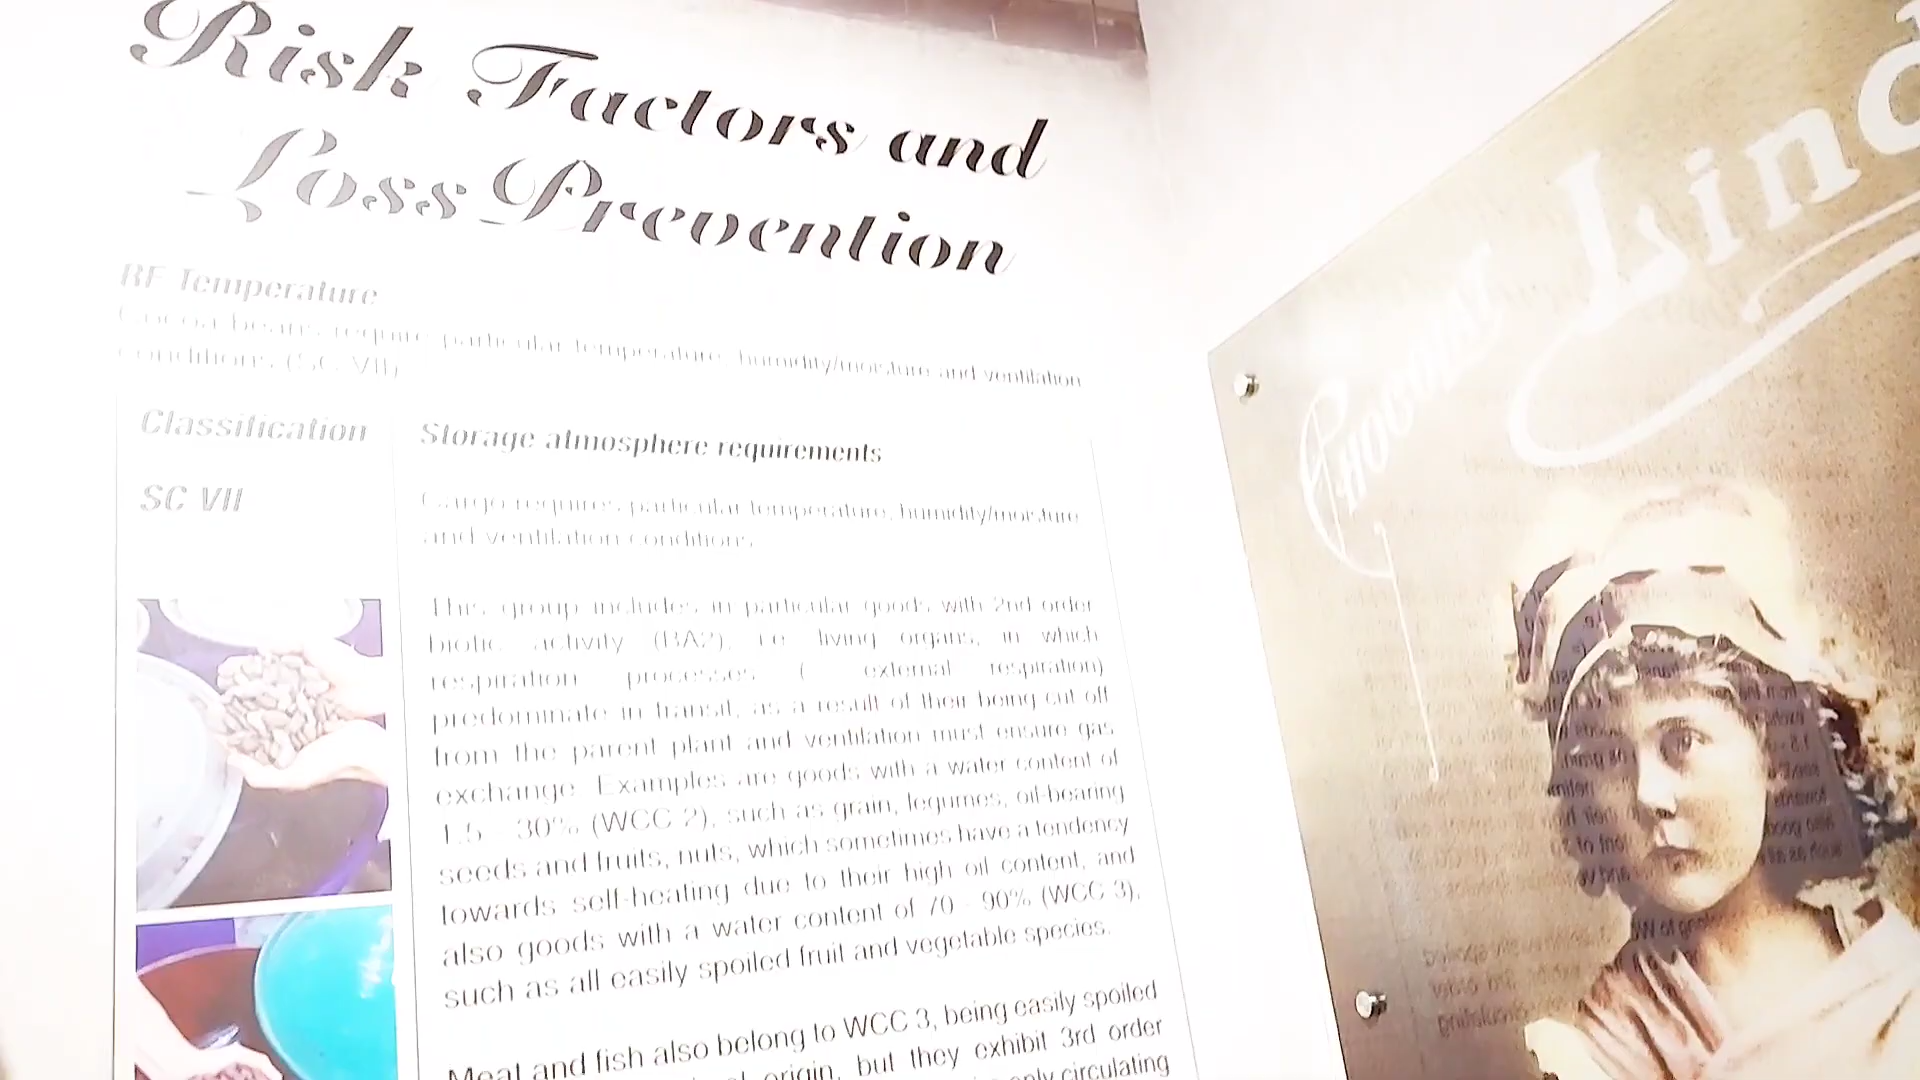 Risk Factors and
Loss Prevention
RF Temperature
Cocoa beans require particular temperature, humidity/moisture and ventilation
conditions (SC VII)
Classification
SC VII
Storage atmosphere requirements
Cargo requires particular temperature, humidity/moisture
and ventilation conditions.
This group includes in particular goods with 2nd order
biotic activity (BA2), i.e. living organs, in which
respiration processes ( external respiration)
predominate in transit, as a result of their being cut off
from the parent plant and ventilation must ensure gas
exchange. Examples are goods with a water content of
1.5 - 30% (WCC 2), such as grain, legumes, oil-bearing
seeds and fruits, nuts, which sometimes have a tendency
towards self-heating due to their high oil content, and
also goods with a water content of 70 - 90% (WCC 3),
such as all easily spoiled fruit and vegetable species.
Meat and fish also belong to WCC 3, being easily spoiled
origin, but they exhibit 3rd order
only circulating
Chocolat
Lind